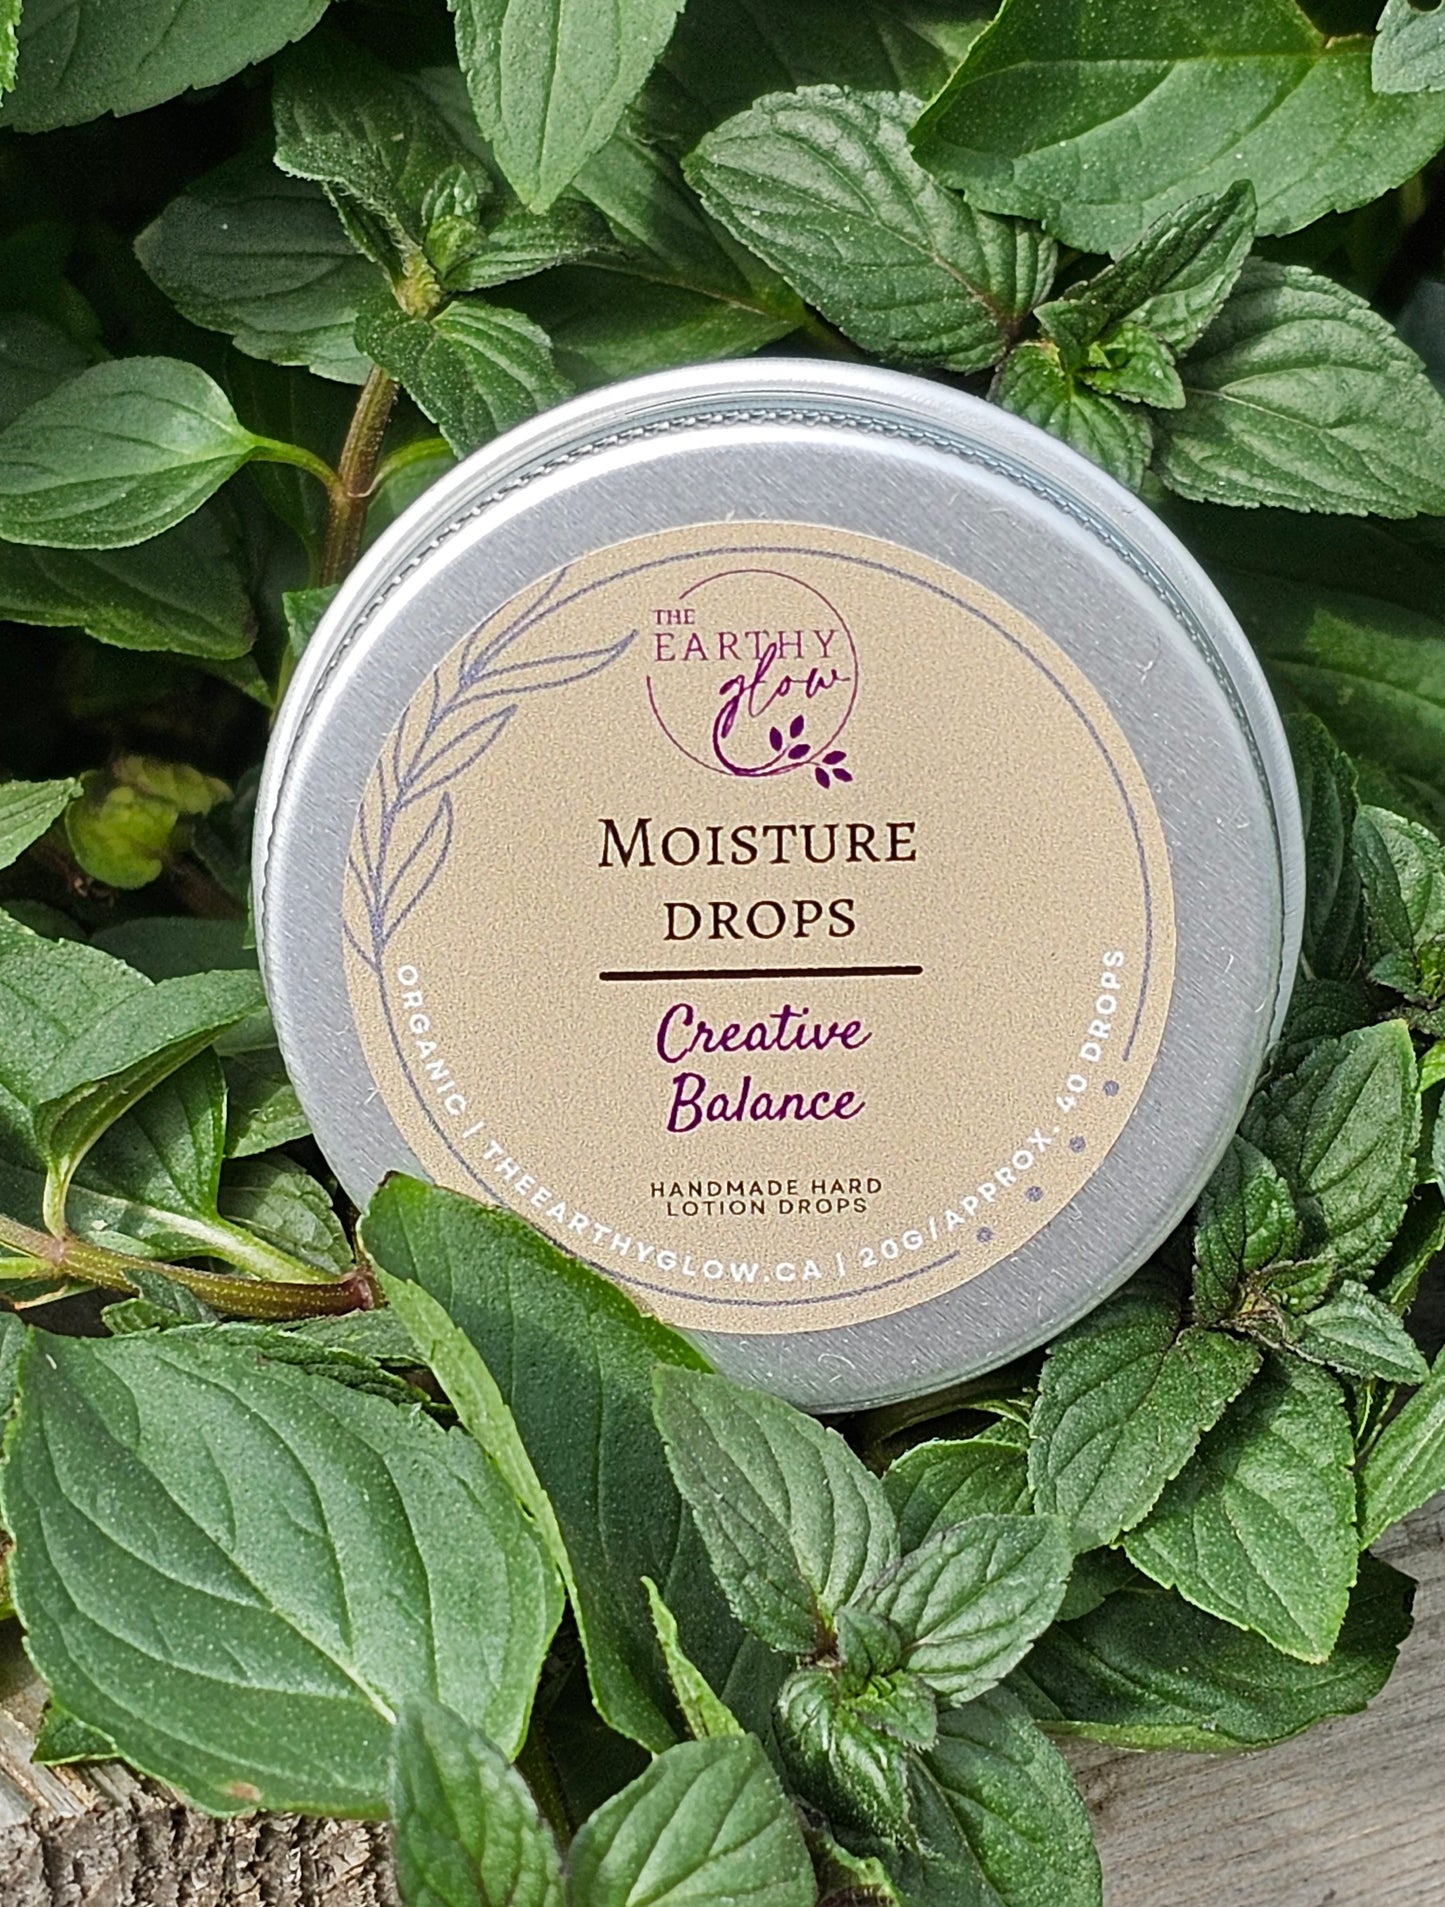 THE
EARTHY
glow
MOISTURE
DROPS
Creative
Balance
HANDMADE HARD
LOTION DROPS
ORGANIC | THEEARTHYGLOW.CA | 20G/APPROX. 40 DROPS